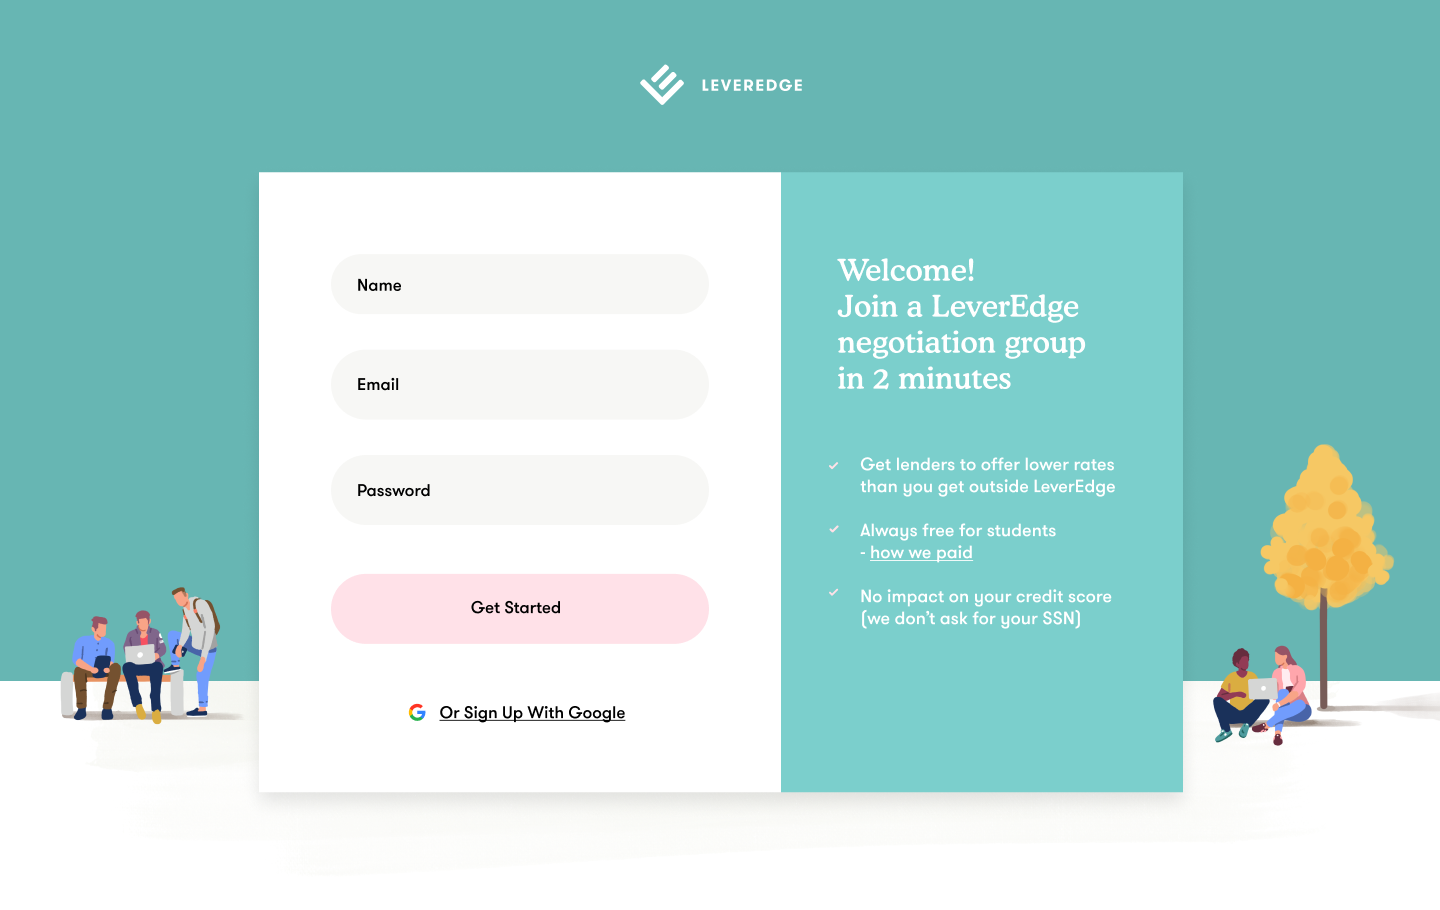 LEVEREDGE
Name
Email
Password
Get Started
Or Sign Up With Google
Welcome!
Join a LeverEdge
negotiation group
in 2 minutes
Get lenders to offer lower rates
than you get outside LeverEdge
Always free for students
- how we paid
No impact on your credit score
(we don’t ask for your SSN)